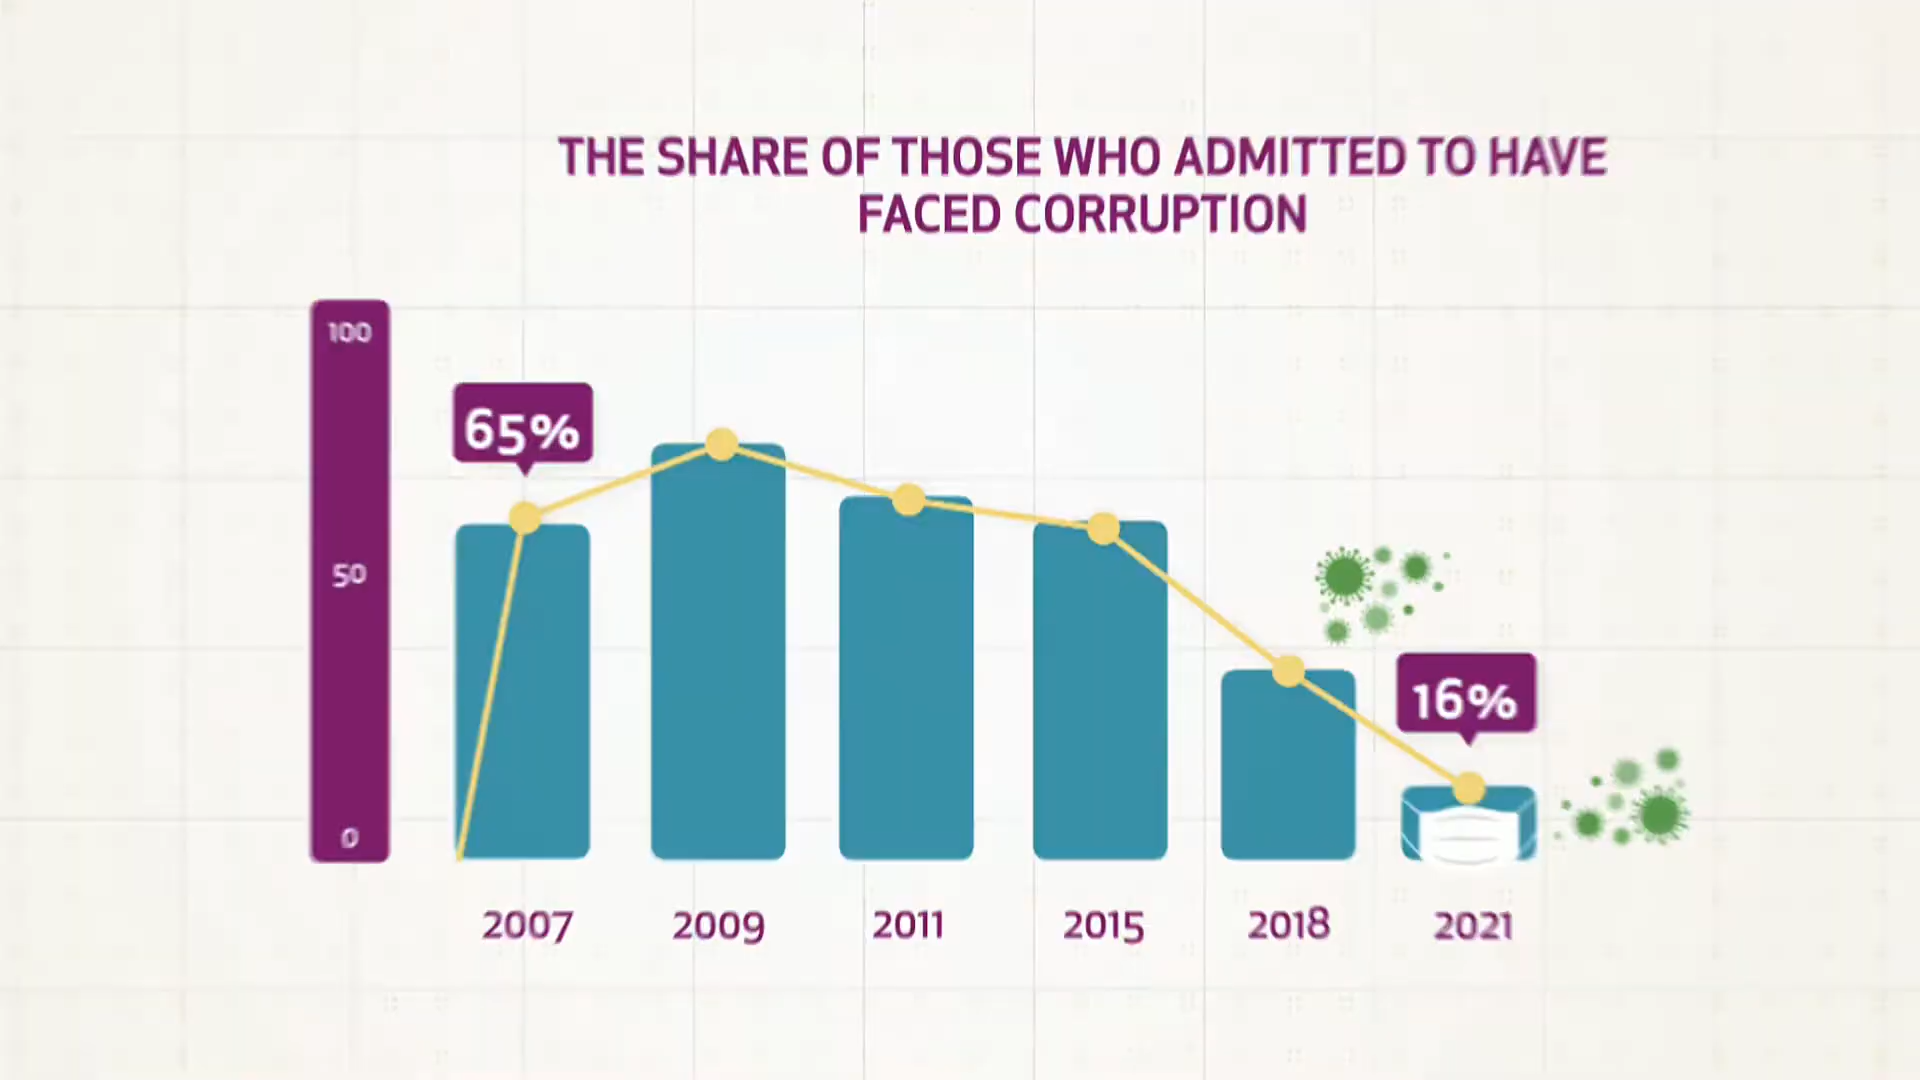 THE SHARE OF THOSE WHO ADMITTED TO HAVE
FACED CORRUPTION
100
65%
50
16%
0
2007 2009 2011 2015 2018 2021